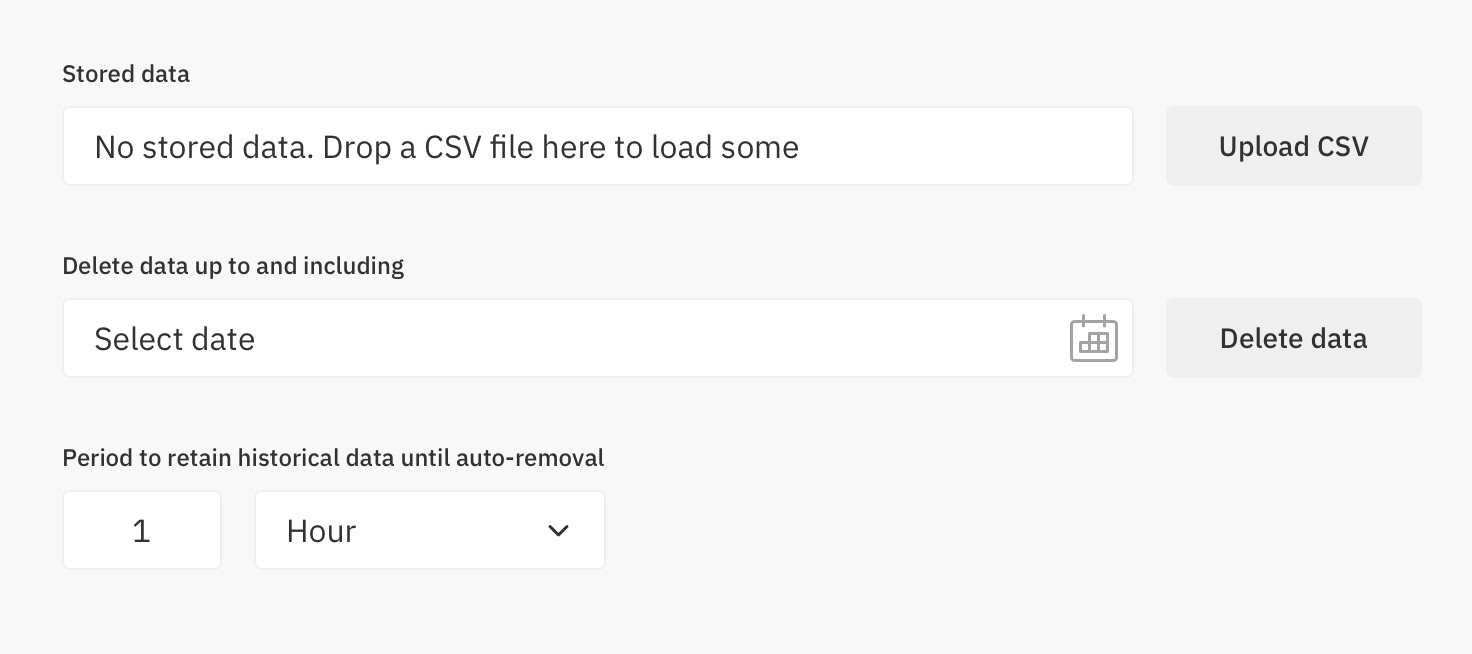 Stored data
No stored data. Drop a CSV file here to load some
Upload CSV
Delete data up to and including
Select date
Delete data
Period to retain historical data until auto-removal
1
Hour